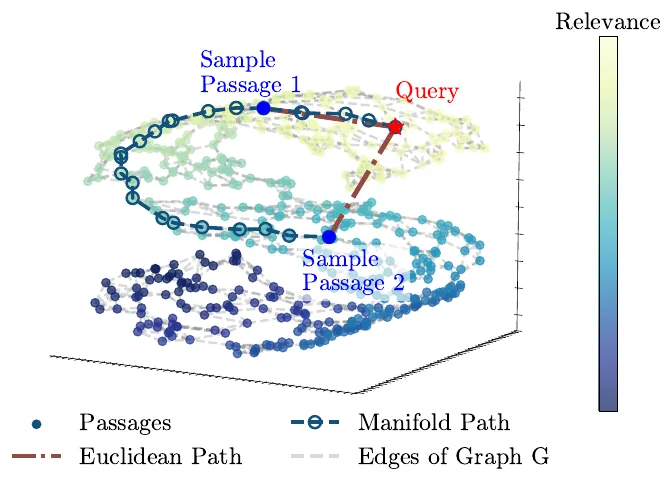 Relevance
Sample
Passage 1
Query
Sample
Passage 2
Passages
Manifold Path
Euclidean Path
Edges of Graph G